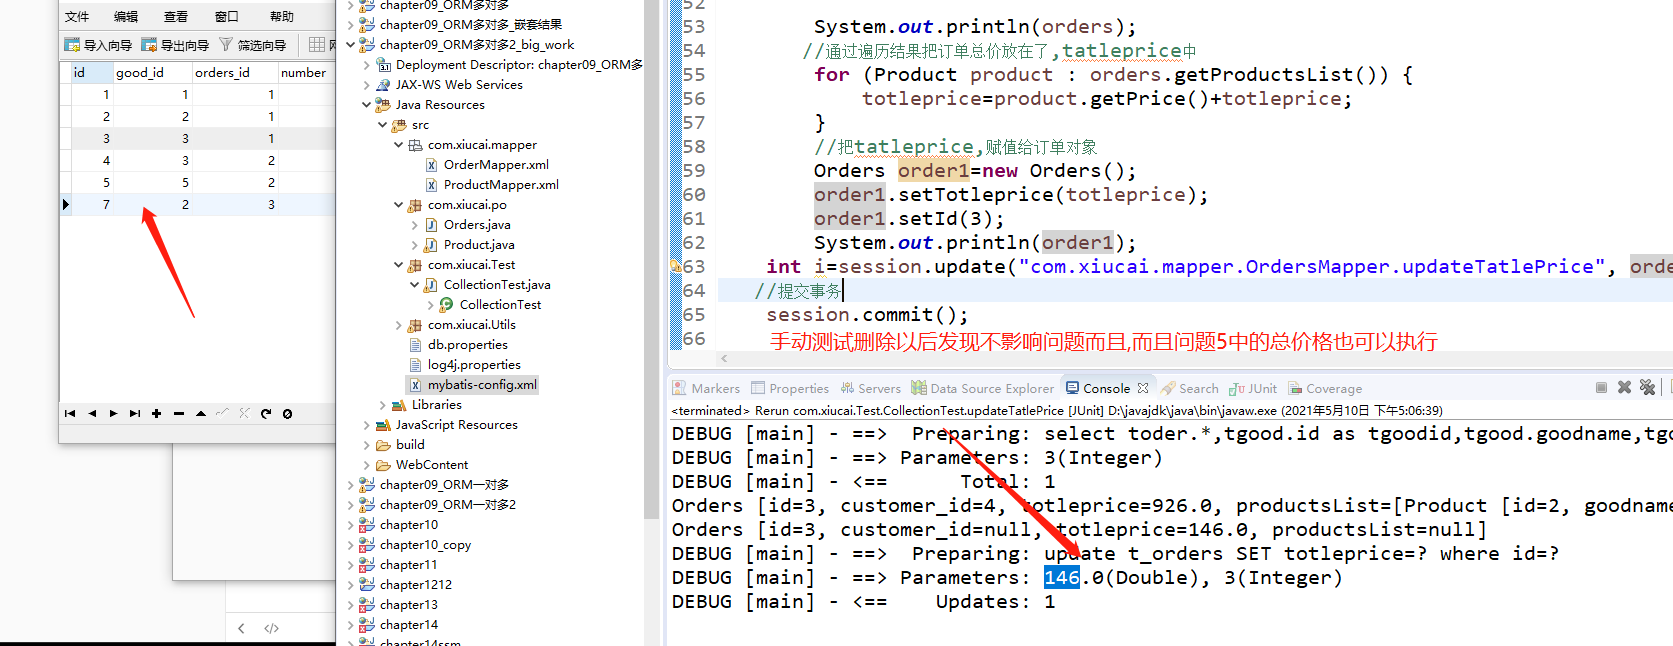 文件 编辑 查看 窗口 帮助
导入向导 导出向导 筛选向导
id good_id orders_id number
1 1 1
2 2 1
3 3 1
4 3 2
5 5 2
7 2 3
chapter09_ORM多对多
chapter09_ORM多对多_嵌套结果
chapter09_ORM多对多2_big_work
Deployment Descriptor: chapter09_ORM多
JAX-WS Web Services
Java Resources
src
com.xiucai.mapper
OrderMapper.xml
ProductMapper.xml
com.xiucai.po
Orders.java
Product.java
com.xiucai.Test
CollectionTest.java
CollectionTest
com.xiucai.Utils
db.properties
log4j.properties
mybatis-config.xml
Libraries
JavaScript Resources
build
WebContent
chapter09_ORM一对多
chapter09_ORM一对多2
chapter10
chapter10_copy
chapter11
chapter1212
chapter13
chapter14
chapter14ssm
52
53 System.out.println(orders);
54 //通过遍历结果把订单总价放在了,tatleprice中
55 for (Product product : orders.getProductsList()) {
56 totleprice=product.getPrice()+totleprice;
57 }
58 //把tatleprice,赋值给订单对象
59 Orders order1=new Orders();
60 order1.setTotleprice(totleprice);
61 order1.setId(3);
62 System.out.println(order1);
63 int i=session.update("com.xiucai.mapper.OrdersMapper.updateTatlePrice", orde
64 //提交事务
65 session.commit();
66 手动测试删除以后发现不影响问题而且,而且问题5中的总价格也可以执行
Markers Properties Servers Data Source Explorer Console Search JUnit Coverage
<terminated> Rerun com.xiucai.Test.CollectionTest.updateTatlePrice [JUnit] D:\javajdk\java\bin\javaw.exe (2021年5月10日 下午5:06:39)
DEBUG [main] - ==> Preparing: select toder.*,tgood.id as tgoodid,tgood.goodname,tgo
DEBUG [main] - ==> Parameters: 3(Integer)
DEBUG [main] - <== Total: 1
Orders [id=3, customer_id=4, totleprice=926.0, productsList=[Product [id=2, goodname
Orders [id=3, customer_id=null, totleprice=146.0, productsList=null]
DEBUG [main] - ==> Preparing: update t_orders SET totleprice=? where id=?
DEBUG [main] - ==> Parameters: 146.0(Double), 3(Integer)
DEBUG [main] - <== Updates: 1